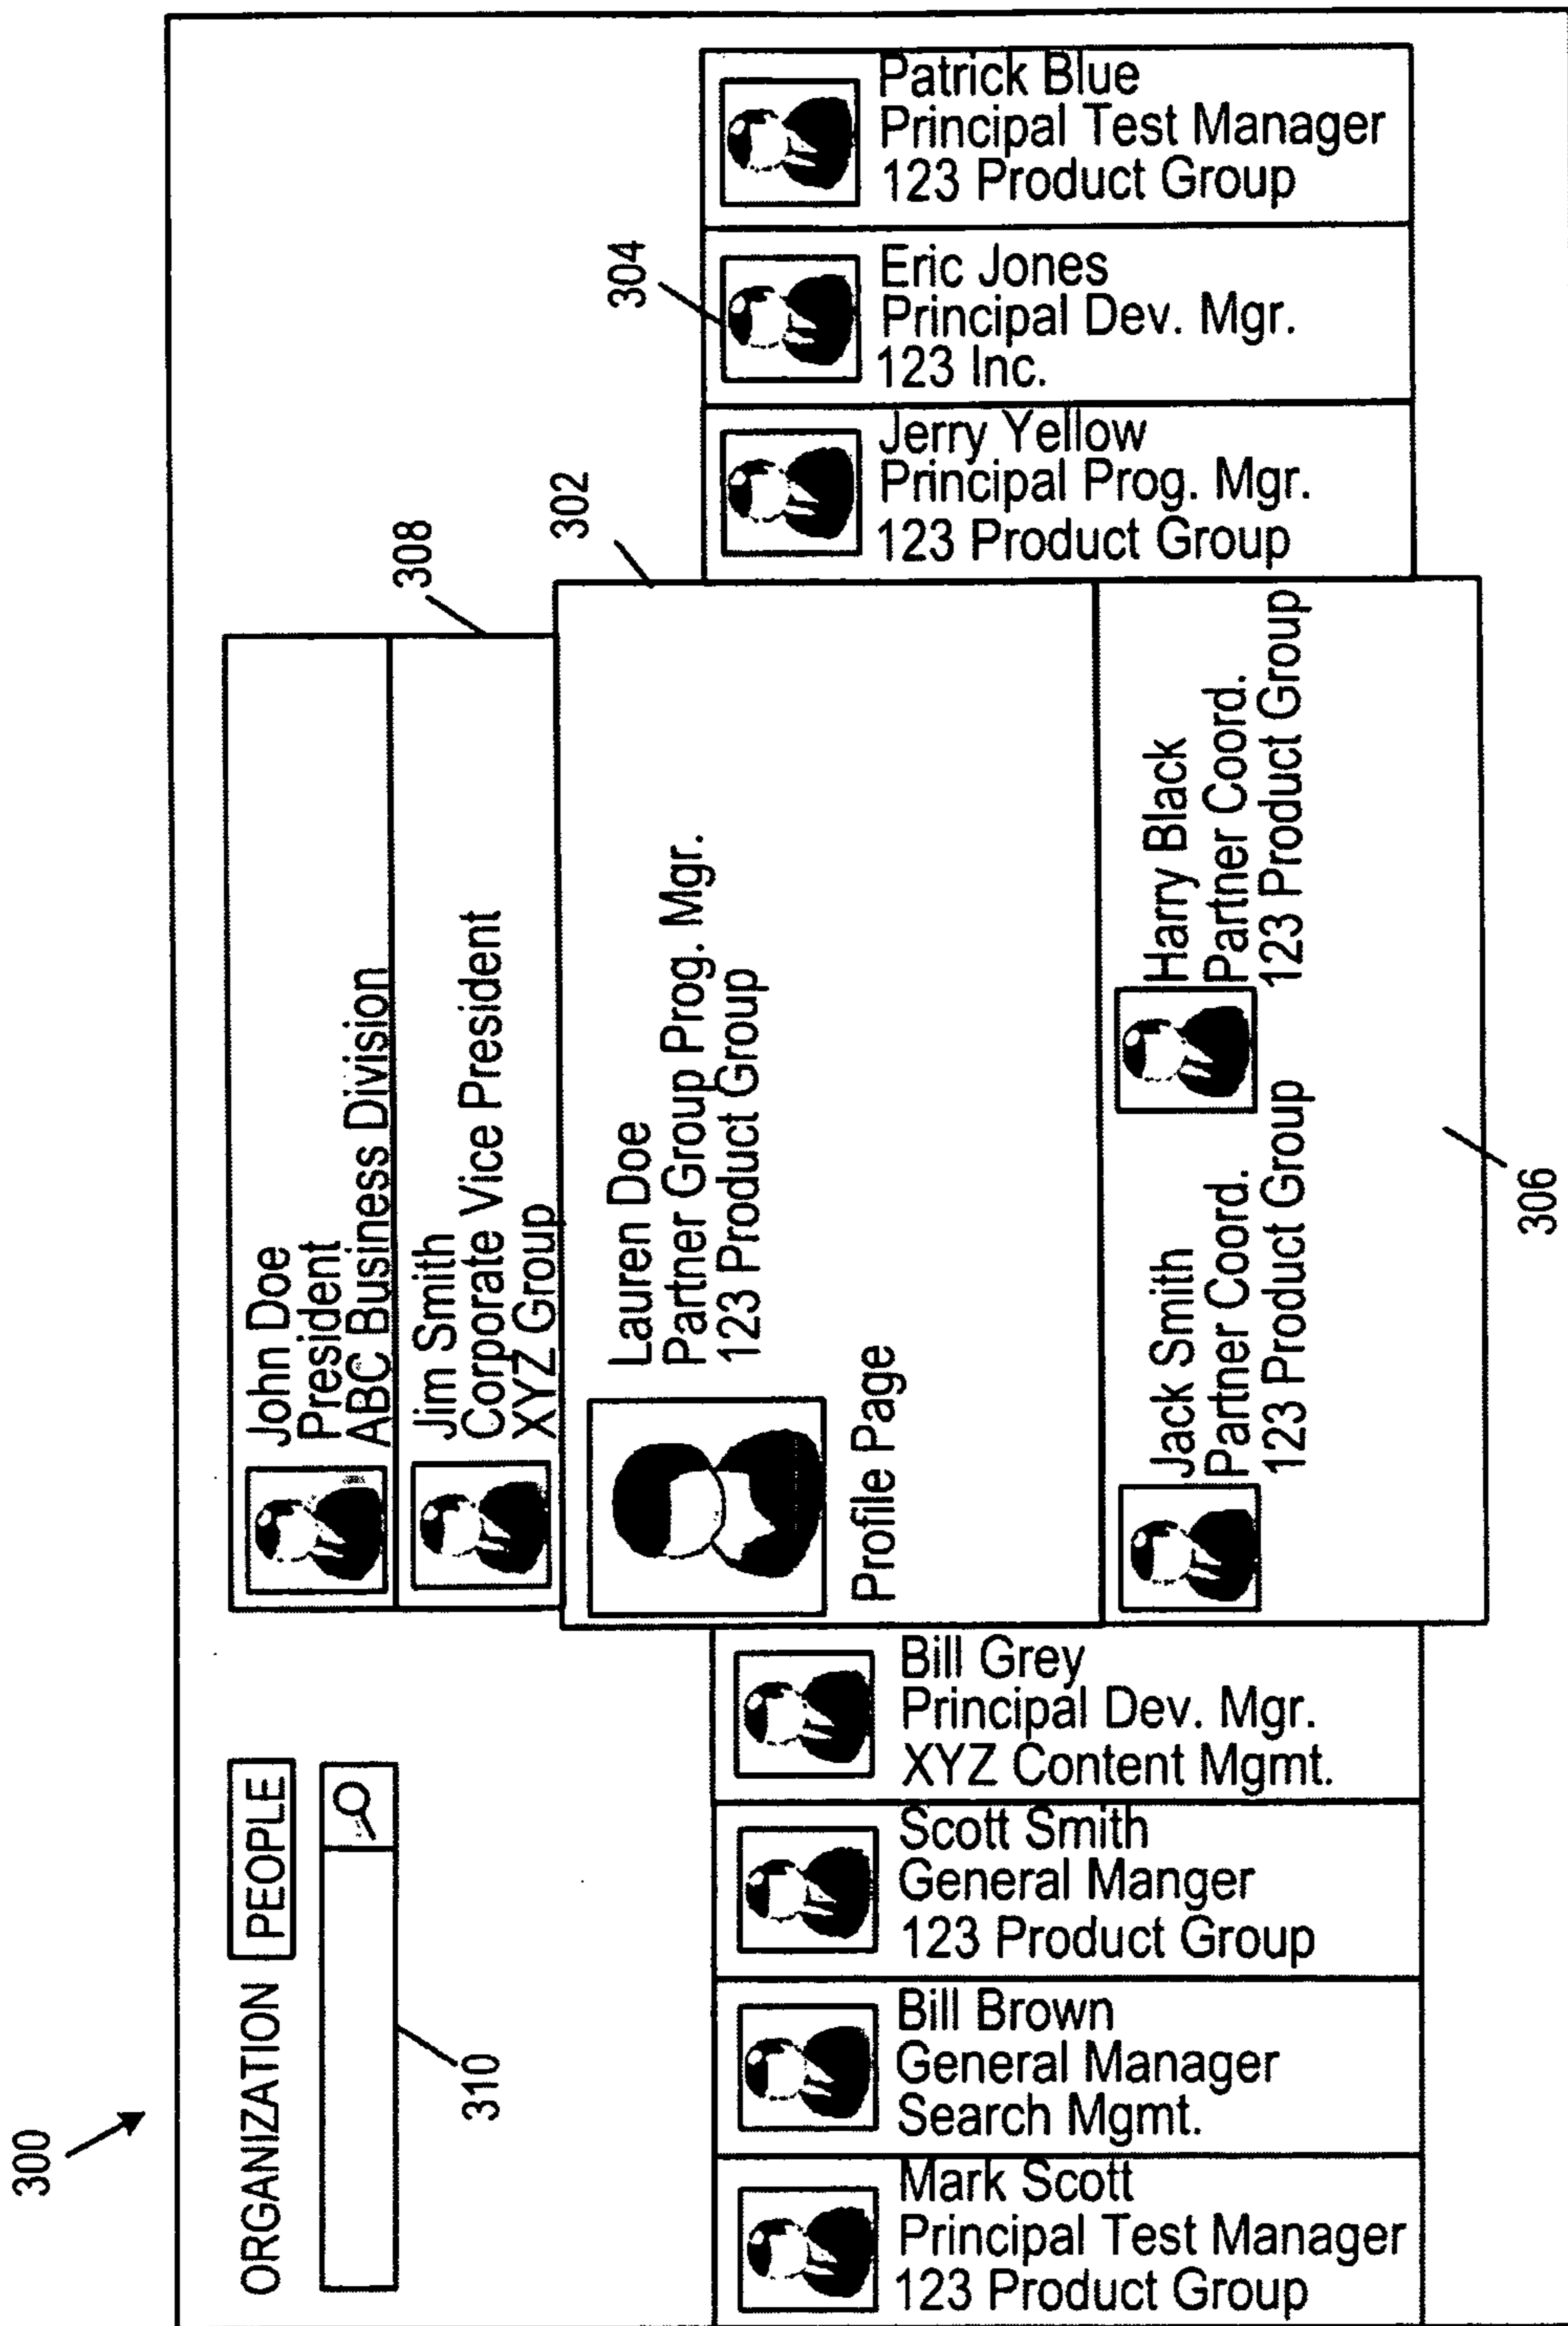 300
ORGANIZATION PEOPLE
310
John Doe
President
ABC Business Division
Jim Smith
Corporate Vice President
XYZ Group
308
302
Lauren Doe
Partner Group Prog. Mgr.
123 Product Group
Profile Page
Jack Smith
Partner Coord.
123 Product Group
Harry Black
Partner Coord.
123 Product Group
306
Mark Scott
Principal Test Manager
123 Product Group
Bill Brown
General Manager
Search Mgmt.
Scott Smith
General Manger
123 Product Group
Bill Grey
Principal Dev. Mgr.
XYZ Content Mgmt.
Jerry Yellow
Principal Prog. Mgr.
123 Product Group
304
Eric Jones
Principal Dev. Mgr.
123 Inc.
Patrick Blue
Principal Test Manager
123 Product Group